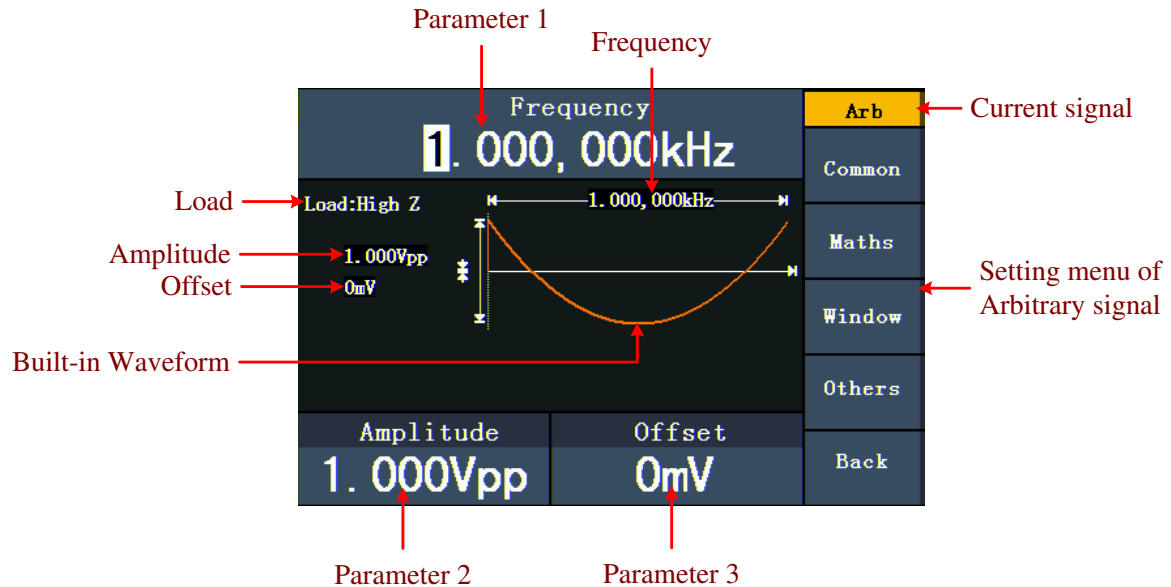 Parameter 1
Frequency
Frequency
1.000,000kHz
Arb
Current signal
Common
Load
Load:High Z
1.000,000kHz
Maths
Amplitude
1.000Vpp
Offset
0mV
Setting menu of
Arbitrary signal
Window
Built-in Waveform
Others
Amplitude
1.000Vpp
Offset
0mV
Back
Parameter 2
Parameter 3